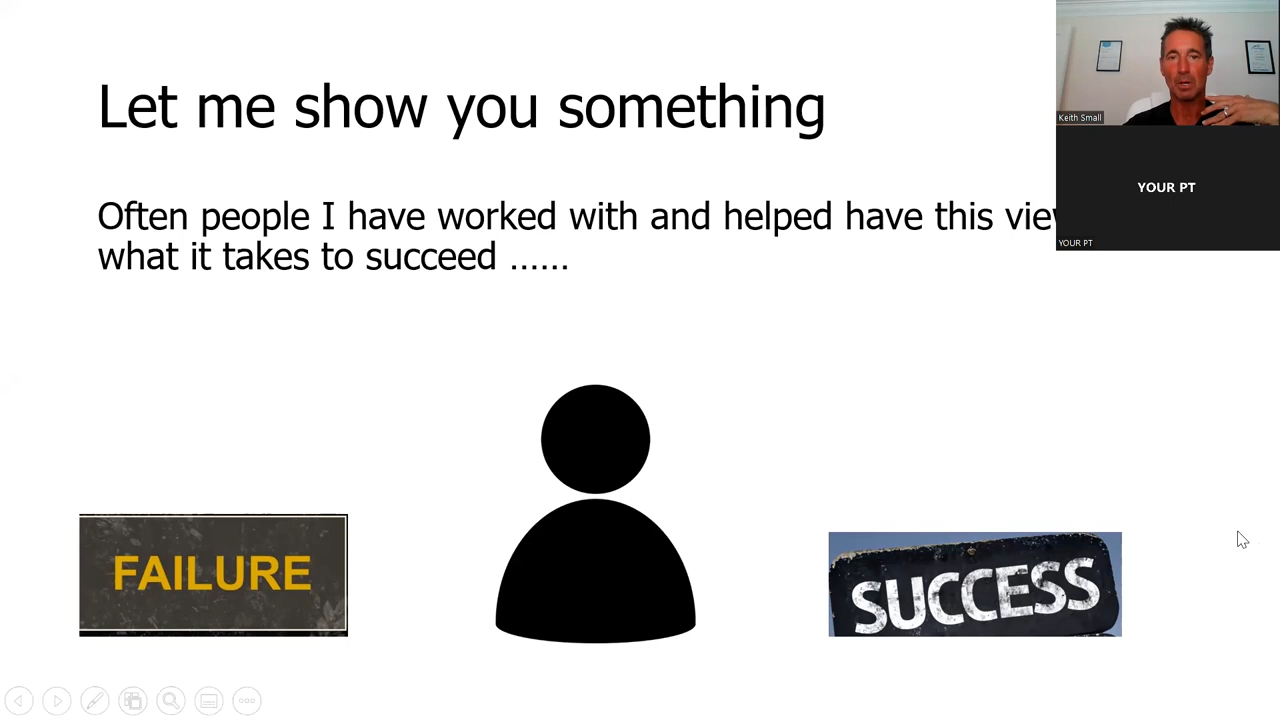 Let me show you something
Keith Small
YOUR PT
Often people I have worked with and helped have this
what it takes to succeed ......
YOUR PT
FAILURE
SUCCESS